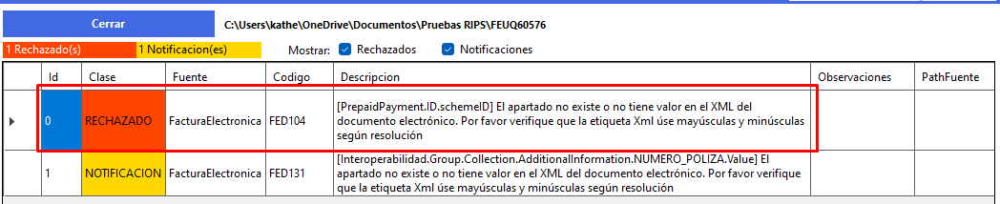 Cerrar
C:\Users\kathe\OneDrive\Documentos\Pruebas RIPS\FEUQ60576
1 Rechazado(s)
1 Notificacion(es)
Mostrar:
Rechazados
Notificaciones
Id Clase Fuente Codigo Descripcion Observaciones PathFuente
0 RECHAZADO FacturaElectronica FED104
[PrepaidPayment.ID.schemeID] El apartado no existe o no tiene valor en el XML del
documento electrónico. Por favor verifique que la etiqueta Xml úse mayúsculas y minúsculas
según resolución
1 NOTIFICACION FacturaElectronica FED131
[Interoperabilidad.Group.Collection.AdditionalInformation.NUMERO_POLIZA.Value] El
apartado no existe o no tiene valor en el XML del documento electrónico. Por favor verifique
que la etiqueta Xml úse mayúsculas y minúsculas según resolución